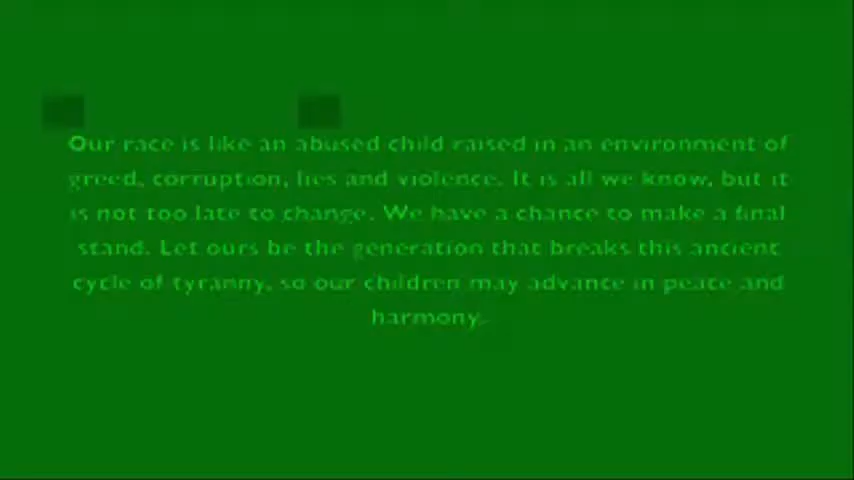 Our race is like an abused child raised in an environment of
greed, corruption, lies and violence. It is all we know, but it
is not too late to change. We have a chance to make a final
stand. Let ours be the generation that breaks this ancient
cycle of tyranny, so our children may advance in peace and
harmony.